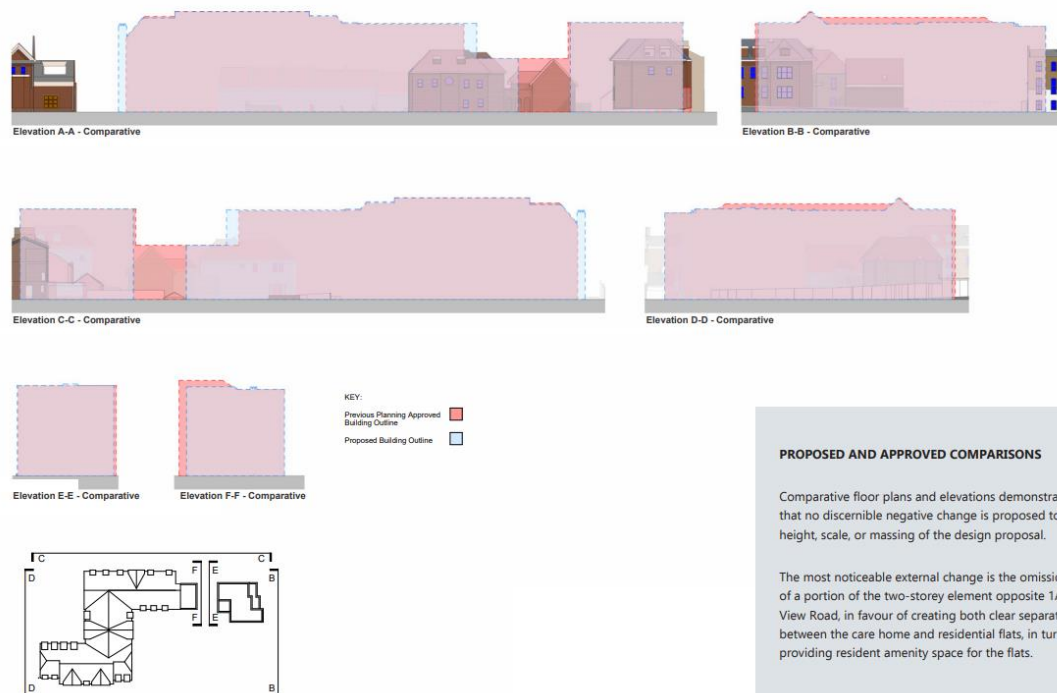 Elevation A-A - Comparative
Elevation B-B - Comparative
Elevation C-C - Comparative
Elevation D-D - Comparative
KEY:
Previous Planning Approved
Building Outline
Proposed Building Outline
Elevation E-E - Comparative
Elevation F-F - Comparative
PROPOSED AND APPROVED COMPARISONS
Comparative floor plans and elevations demonstra
that no discernible negative change is proposed to
height, scale, or massing of the design proposal.
The most noticeable external change is the omissio
of a portion of the two-storey element opposite 1A
View Road, in favour of creating both clear separat
between the care home and residential flats, in tur
providing resident amenity space for the flats.
C C
D F E B
F E
D B